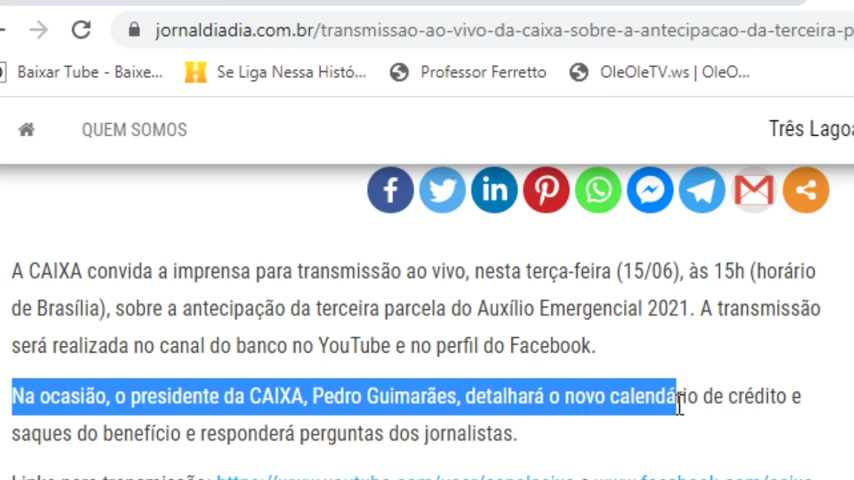 jornaldiadia.com.br/transmissao-ao-vivo-da-caixa-sobre-a-antecipacao-da-terceira-p
Baixar Tube - Baixe... Se Liga Nessa Histó... Professor Ferretto OleOleTV.ws | OleO...
QUEM SOMOS Três Lagoa
A CAIXA convida a imprensa para transmissão ao vivo, nesta terça-feira (15/06), às 15h (horário
de Brasília), sobre a antecipação da terceira parcela do Auxílio Emergencial 2021. A transmissão
será realizada no canal do banco no YouTube e no perfil do Facebook.
Na ocasião, o presidente da CAIXA, Pedro Guimarães, detalhará o novo calendário de crédito e
saques do benefício e responderá perguntas dos jornalistas.